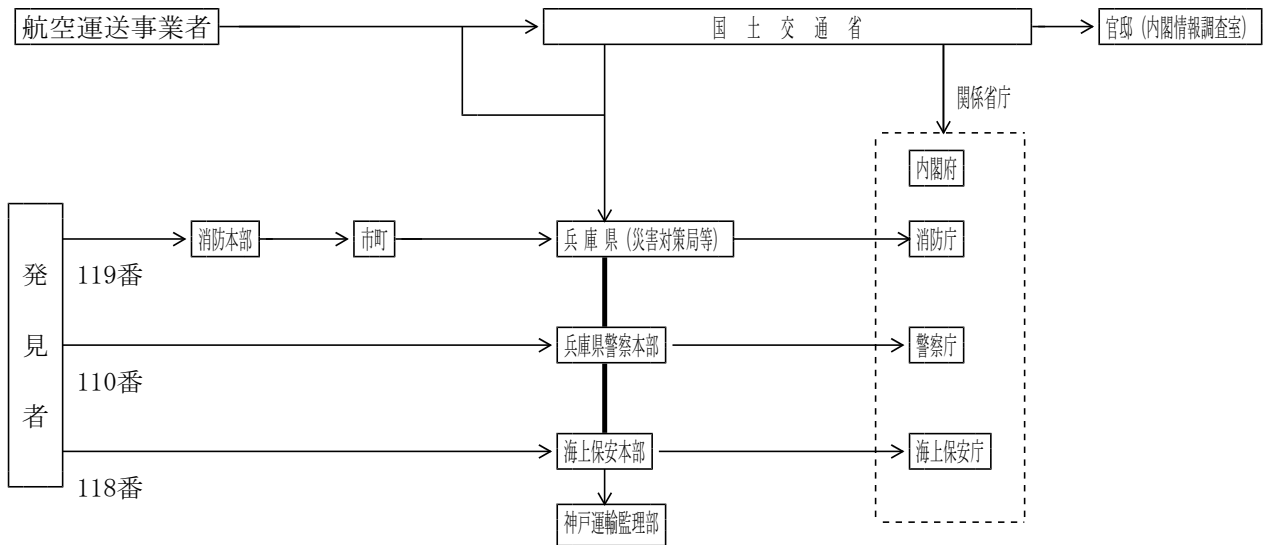 航空運送事業者
国土交通省
官邸（内閣情報調査室）
関係省庁
内閣府
消防本部
市町
兵庫県（災害対策局等）
消防庁
119番
発見者
兵庫県警察本部
警察庁
110番
海上保安本部
海上保安庁
118番
神戸運輸監理部